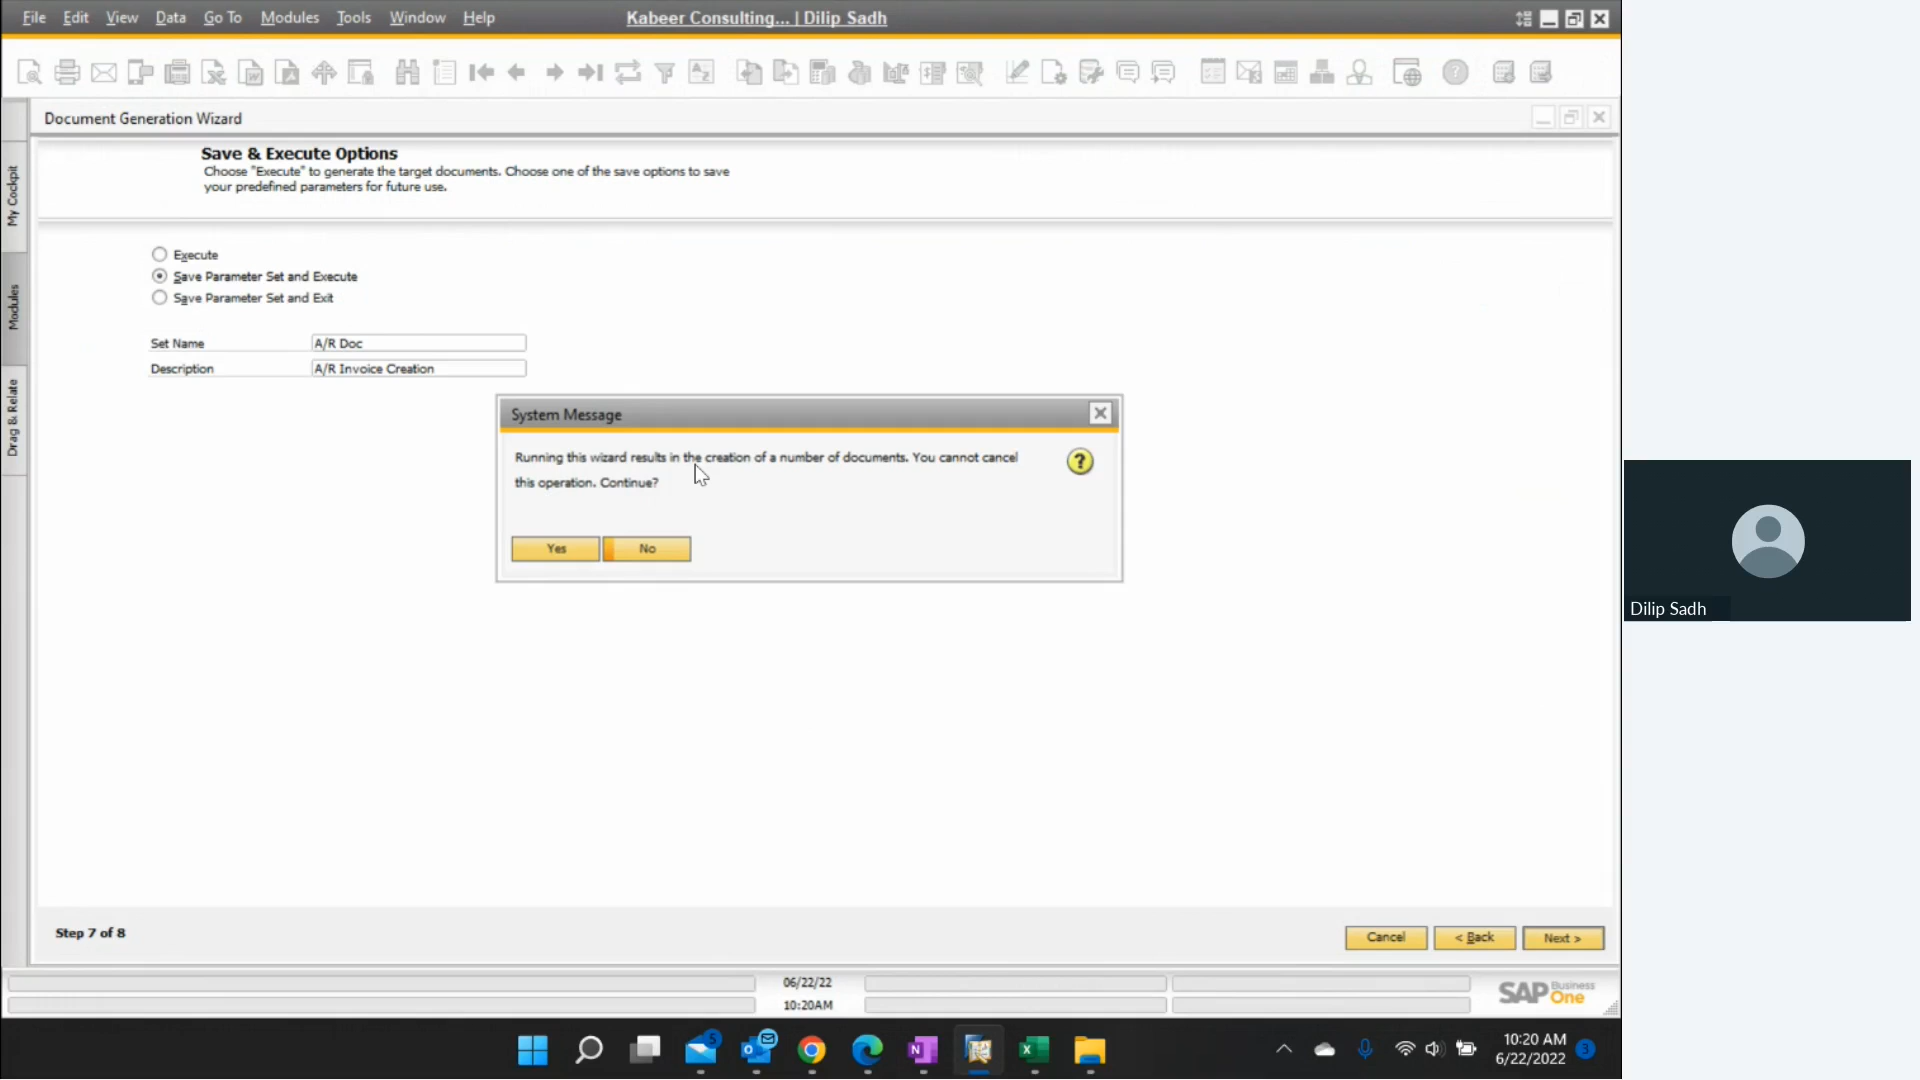 File Edit View Data Go To Modules Tools Window Help
Kabeer Consulting... | Dilip Sadh
Document Generation Wizard
Save & Execute Options
Choose "Execute" to generate the target documents. Choose one of the save options to save
your predefined parameters for future use.
My Cockpit
Modules
Drag & Relate
Execute
Save Parameter Set and Execute
Save Parameter Set and Exit
Set Name A/R Doc
Description A/R Invoice Creation
System Message
Running this wizard results in the creation of a number of documents. You cannot cancel
this operation. Continue?
?
Yes No
Dilip Sadh
Step 7 of 8
Cancel < Back Next >
06/22/22
10:20AM
SAP Business One
5
10:20 AM
6/22/2022
3